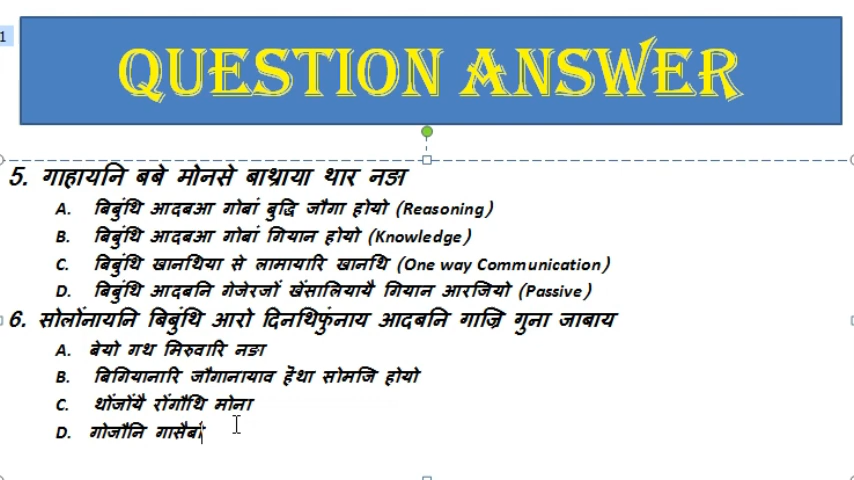 1
QUESTION ANSWER
5. गाहायनि बबे मोनसे बाथ्राया थार नङा
A. बिबुंथि आदबआ गोबां बुद्धि जौगा होयो (Reasoning)
B. बिबुंथि आदबआ गोबां गियान होयो (Knowledge)
C. बिबुंथि खानथिया से लामायारि खानथि (One way Communication)
D. बिबुंथि आदबनि गेजेरजों खेंसालियायै गियान आरजियो (Passive)
6. सोलोंनायनि बिबुंथि आरो दिनथिफुंनाय आदबनि गाज्रि गुना जाबाय
A. बेयो गथ मिरुवारि नङा
B. बिगियानारि जौगानायाव हेंथा सोमजि होयो
C. थोंजोंयै रोंगौथि मोना
D. गोजौनि गासैबो